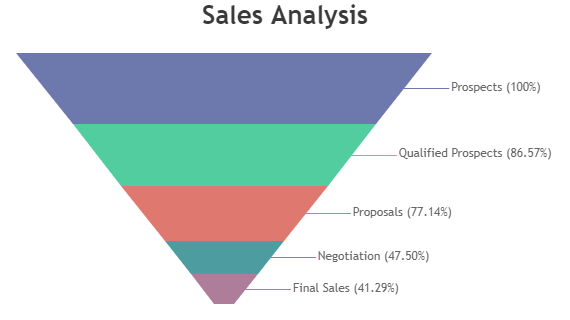 Sales Analysis
Prospects (100%)
Qualified Prospects (86.57%)
Proposals (77.14%)
Negotiation (47.50%)
Final Sales (41.29%)